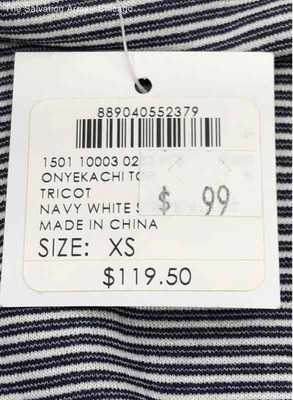 The Salvation Army Chicago
889040552379
1501 10003 02
ONYEKACHI TO
TRICOT
NAVY WHITE S
$ 99
MADE IN CHINA
SIZE: XS
$119.50